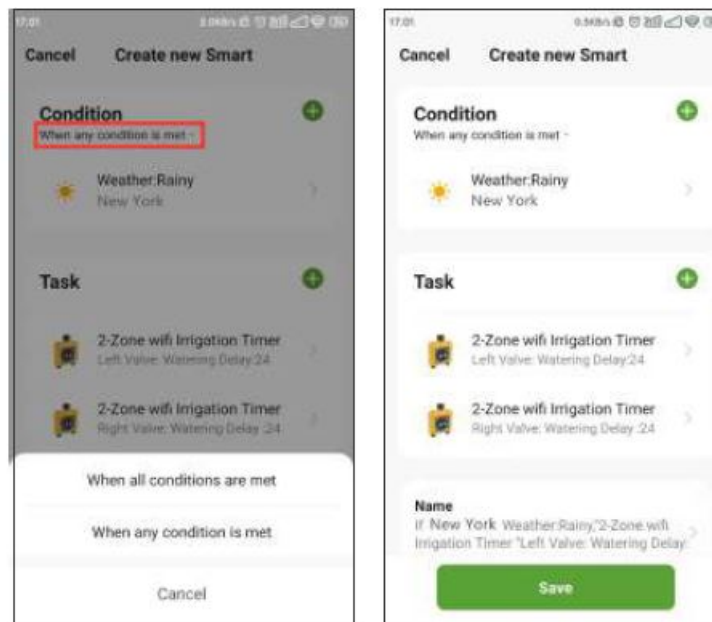 17:01
Cancel Create new Smart
Condition
When any condition is met -
Weather:Rainy
New York
Task
2-Zone wifi Irrigation Timer
Left Valve: Watering Delay:24
2-Zone wifi Irrigation Timer
Right Valve: Watering Delay :24
When all conditions are met
When any condition is met
Cancel
17:01
Cancel Create new Smart
Condition
When any condition is met -
Weather:Rainy
New York
Task
2-Zone wifi Irrigation Timer
Left Valve: Watering Delay:24
2-Zone wifi Irrigation Timer
Right Valve: Watering Delay :24
Name
If New York Weather:Rainy,"2-Zone wifi
Irrigation Timer "Left Valve: Watering Delay:
Save